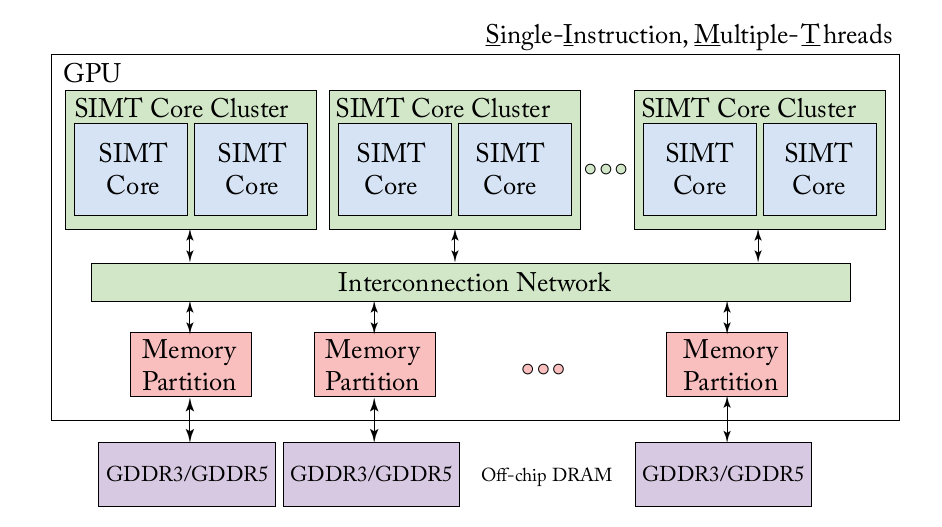 Single-Instruction, Multiple-Threads
GPU
SIMT Core Cluster
SIMT
Core
SIMT
Core
SIMT Core Cluster
SIMT
Core
SIMT
Core
SIMT Core Cluster
SIMT
Core
SIMT
Core
Interconnection Network
Memory
Partition
Memory
Partition
Memory
Partition
GDDR3/GDDR5
GDDR3/GDDR5
Off-chip DRAM
GDDR3/GDDR5